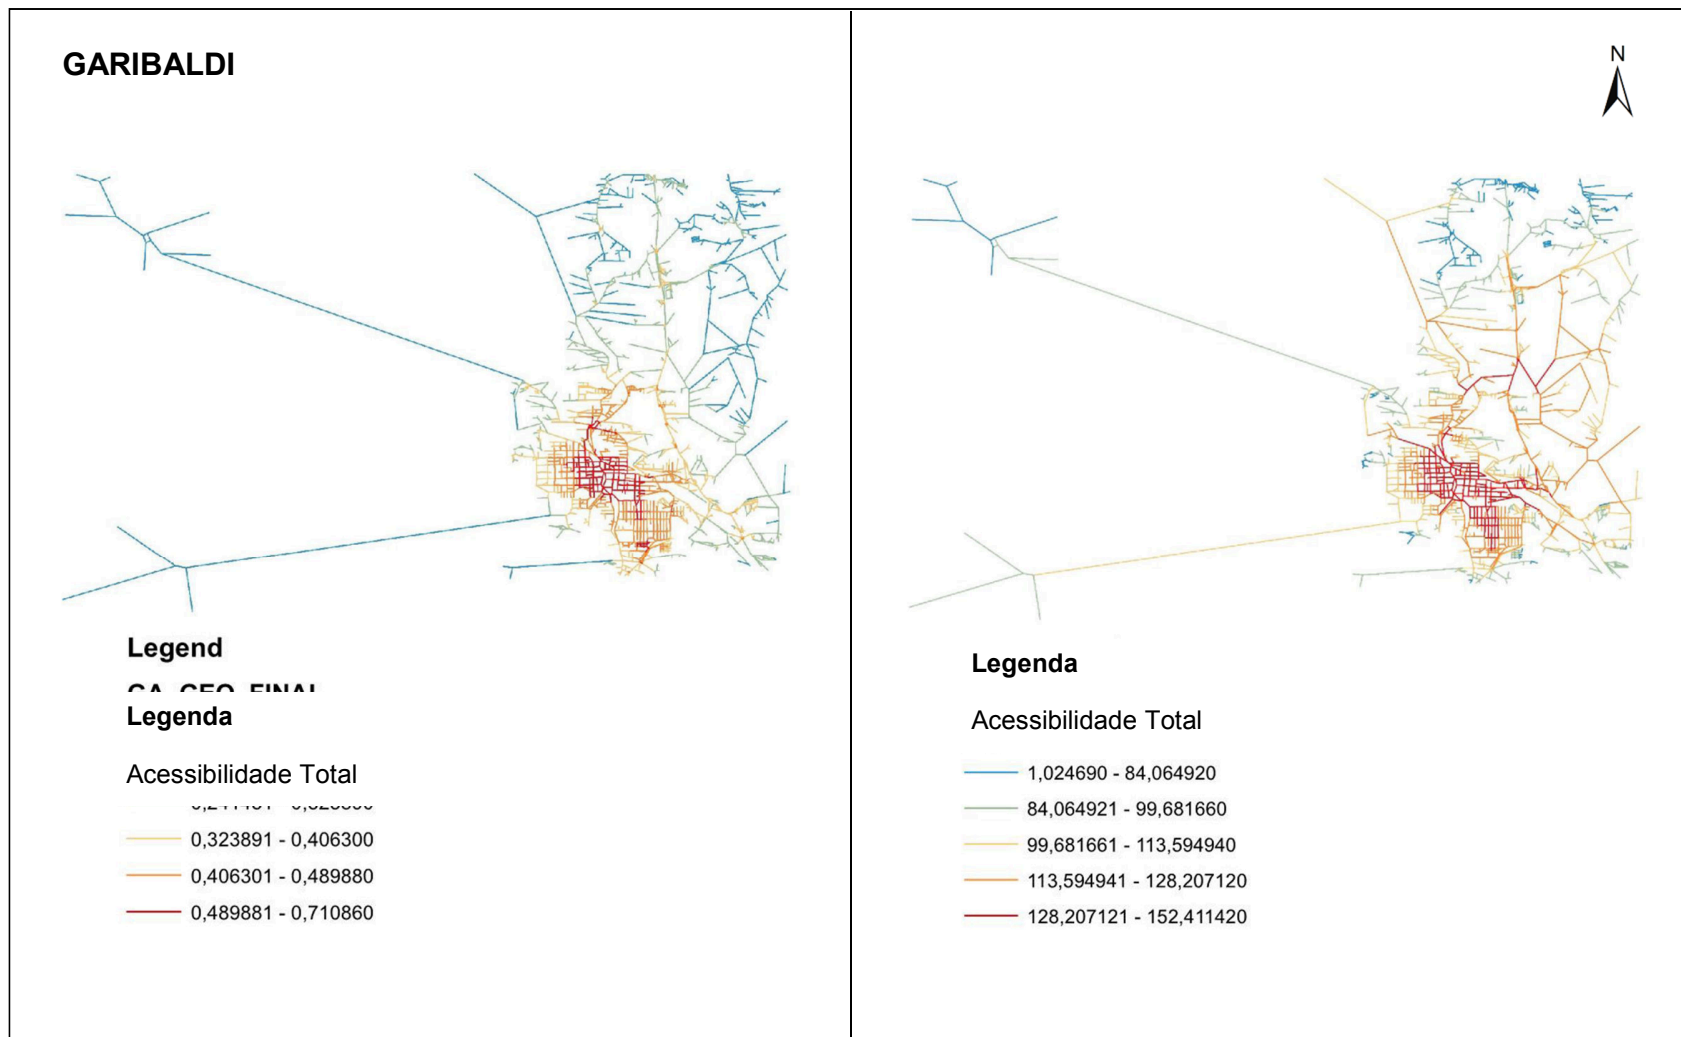 GARIBALDI
Legend
Legenda
Acessibilidade Total
0,323891 - 0,406300
0,406301 - 0,489880
0,489881 - 0,710860
N
Legenda
Acessibilidade Total
1,024690 - 84,064920
84,064921 - 99,681660
99,681661 - 113,594940
113,594941 - 128,207120
128,207121 - 152,411420